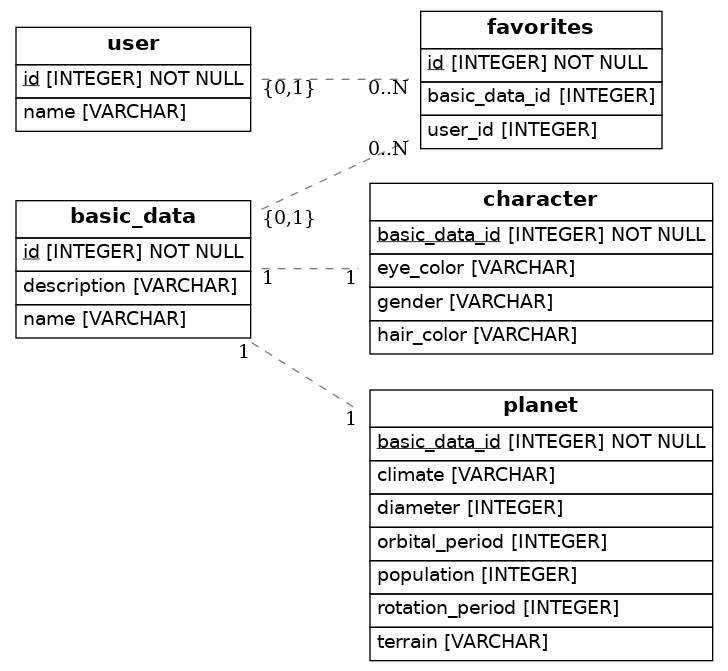 user
id [INTEGER] NOT NULL
name [VARCHAR]
{0,1}
0..N
favorites
id [INTEGER] NOT NULL
basic_data_id [INTEGER]
user_id [INTEGER]
0..N
{0,1}
basic_data
id [INTEGER] NOT NULL
description [VARCHAR]
name [VARCHAR]
1
1
character
basic_data_id [INTEGER] NOT NULL
eye_color [VARCHAR]
gender [VARCHAR]
hair_color [VARCHAR]
1
1
planet
basic_data_id [INTEGER] NOT NULL
climate [VARCHAR]
diameter [INTEGER]
orbital_period [INTEGER]
population [INTEGER]
rotation_period [INTEGER]
terrain [VARCHAR]